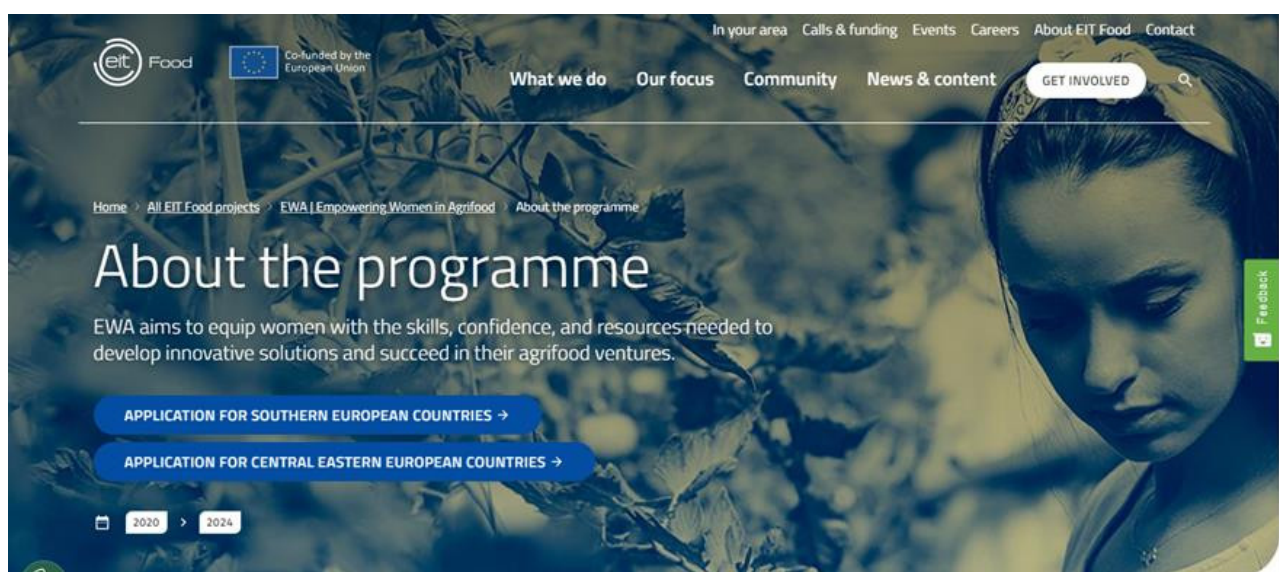 In your area Calls & funding Events Careers About EIT Food Contact
eit Food
Co-funded by the
European Union
What we do Our focus Community News & content GET INVOLVED
Home > All EIT Food projects > EWA | Empowering Women in Agrifood > About the programme
About the programme
EWA aims to equip women with the skills, confidence, and resources needed to
develop innovative solutions and succeed in their agrifood ventures.
APPLICATION FOR SOUTHERN EUROPEAN COUNTRIES →
APPLICATION FOR CENTRAL EASTERN EUROPEAN COUNTRIES →
2020 > 2024
Feedback